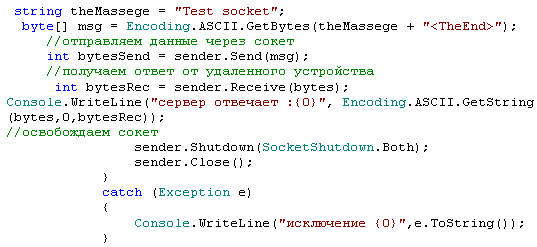 string theMassege = "Test socket";
byte[] msg = Encoding.ASCII.GetBytes(theMassege + "<TheEnd>");
//отправляем данные через сокет
int bytesSend = sender.Send(msg);
//получаем ответ от удаленного устройства
int bytesRec = sender.Receive(bytes);
Console.WriteLine("сервер отвечает :{0}", Encoding.ASCII.GetString
(bytes,0,bytesRec));
//освобождаем сокет
sender.Shutdown(SocketShutdown.Both);
sender.Close();
}
catch (Exception e)
{
Console.WriteLine("исключение {0}",e.ToString());
}